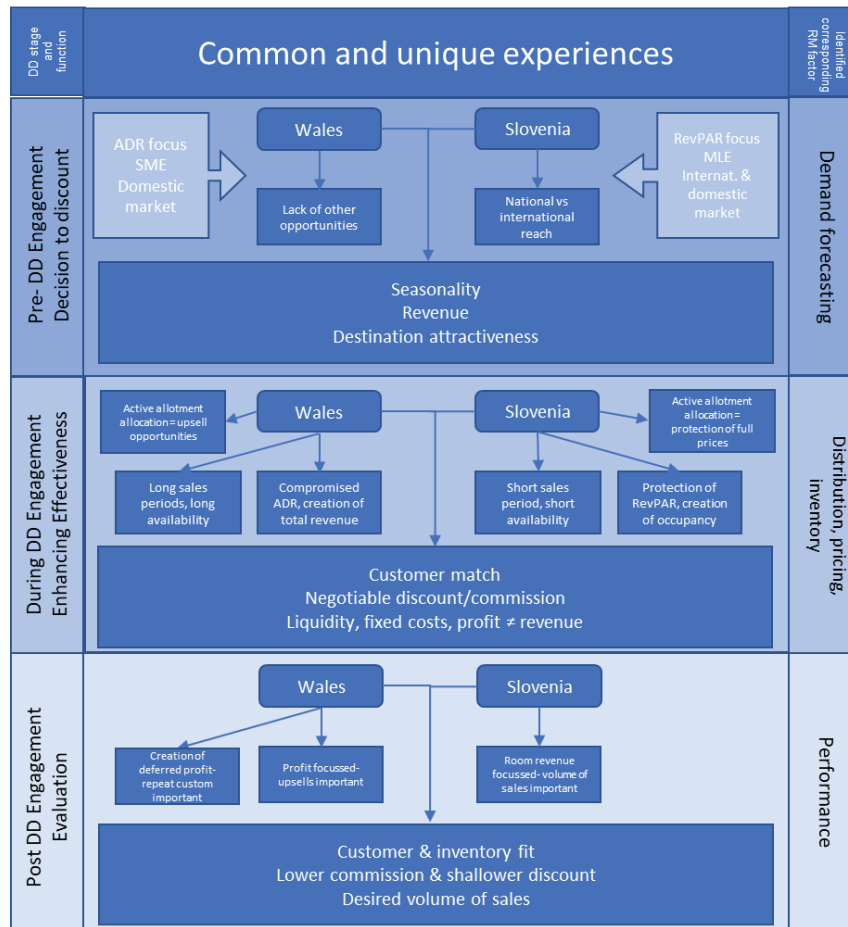 DD stage
and
function
Common and unique experiences
Identified
corresponding
RM factor
Pre- DD Engagement
Decision to discount
ADR focus
SME
Domestic
market
Wales
Slovenia
RevPAR focus
MLE
Internat. &
domestic
market
Lack of other
opportunities
National vs
international
reach
Seasonality
Revenue
Destination attractiveness
Demand forecasting
During DD Engagement
Enhancing Effectiveness
Active allotment
allocation = upsell
opportunities
Wales
Slovenia
Active allotment
allocation =
protection of full
prices
Long sales
periods, long
availability
Compromised
ADR, creation of
total revenue
Short sales
period, short
availability
Protection of
RevPAR, creation
of occupancy
Customer match
Negotiable discount/commission
Liquidity, fixed costs, profit ≠ revenue
Distribution, pricing,
inventory
Post DD Engagement
Evaluation
Wales
Slovenia
Creation of
deferred profit-
repeat custom
important
Profit focussed-
upsells important
Room revenue
focussed- volume of
sales important
Customer & inventory fit
Lower commission & shallower discount
Desired volume of sales
Performance